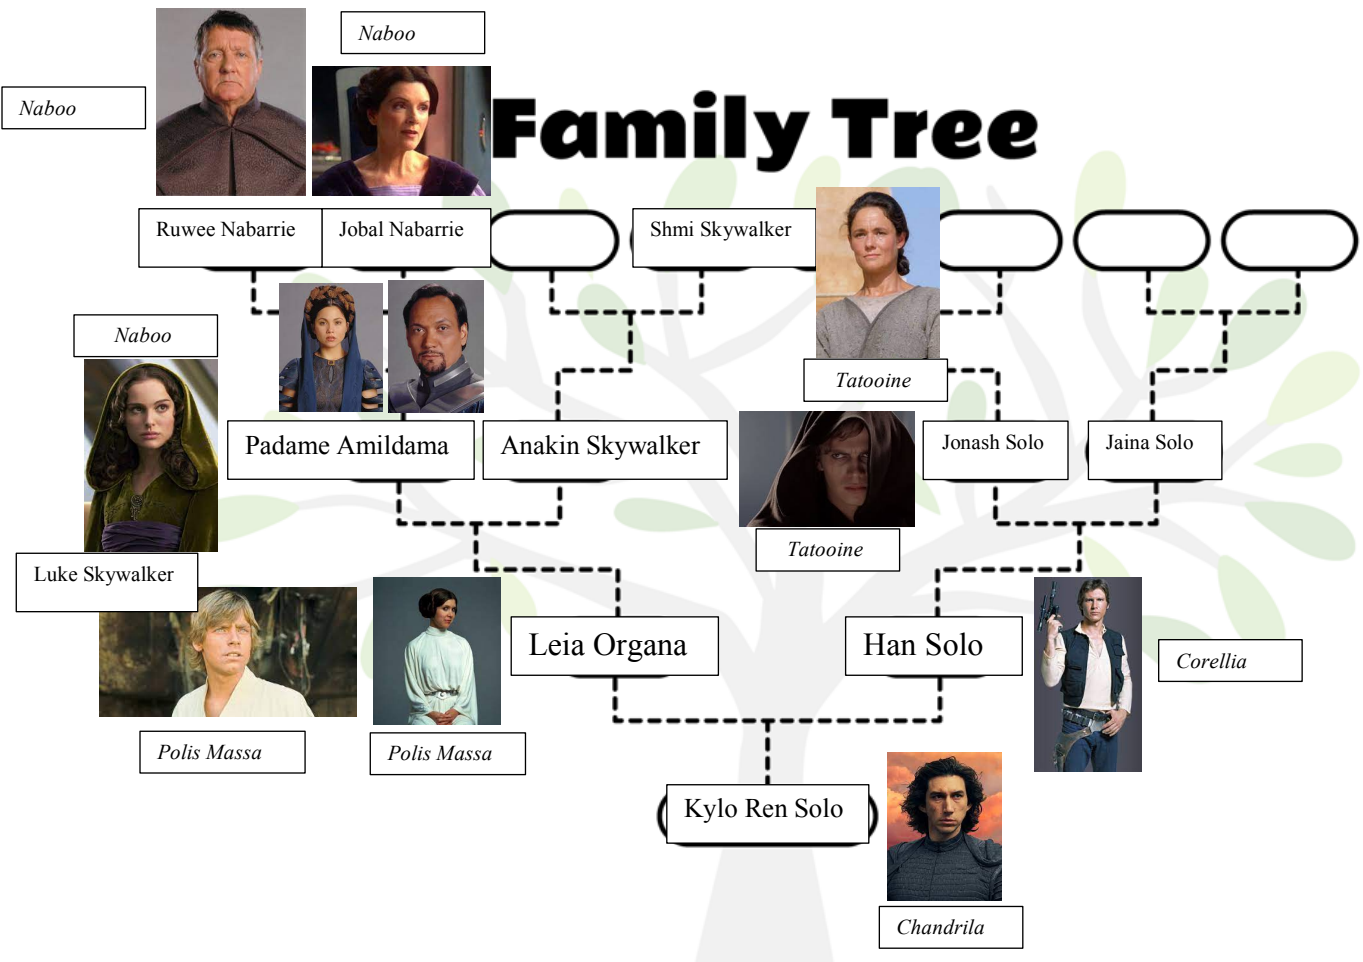 Naboo
Naboo
Family Tree
Ruwee Nabarrie
Jobal Nabarrie
Shmi Skywalker
Naboo
Tatooine
Padame Amildama
Anakin Skywalker
Jonash Solo
Jaina Solo
Tatooine
Luke Skywalker
Leia Organa
Han Solo
Corellia
Polis Massa
Polis Massa
Kylo Ren Solo
Chandrila